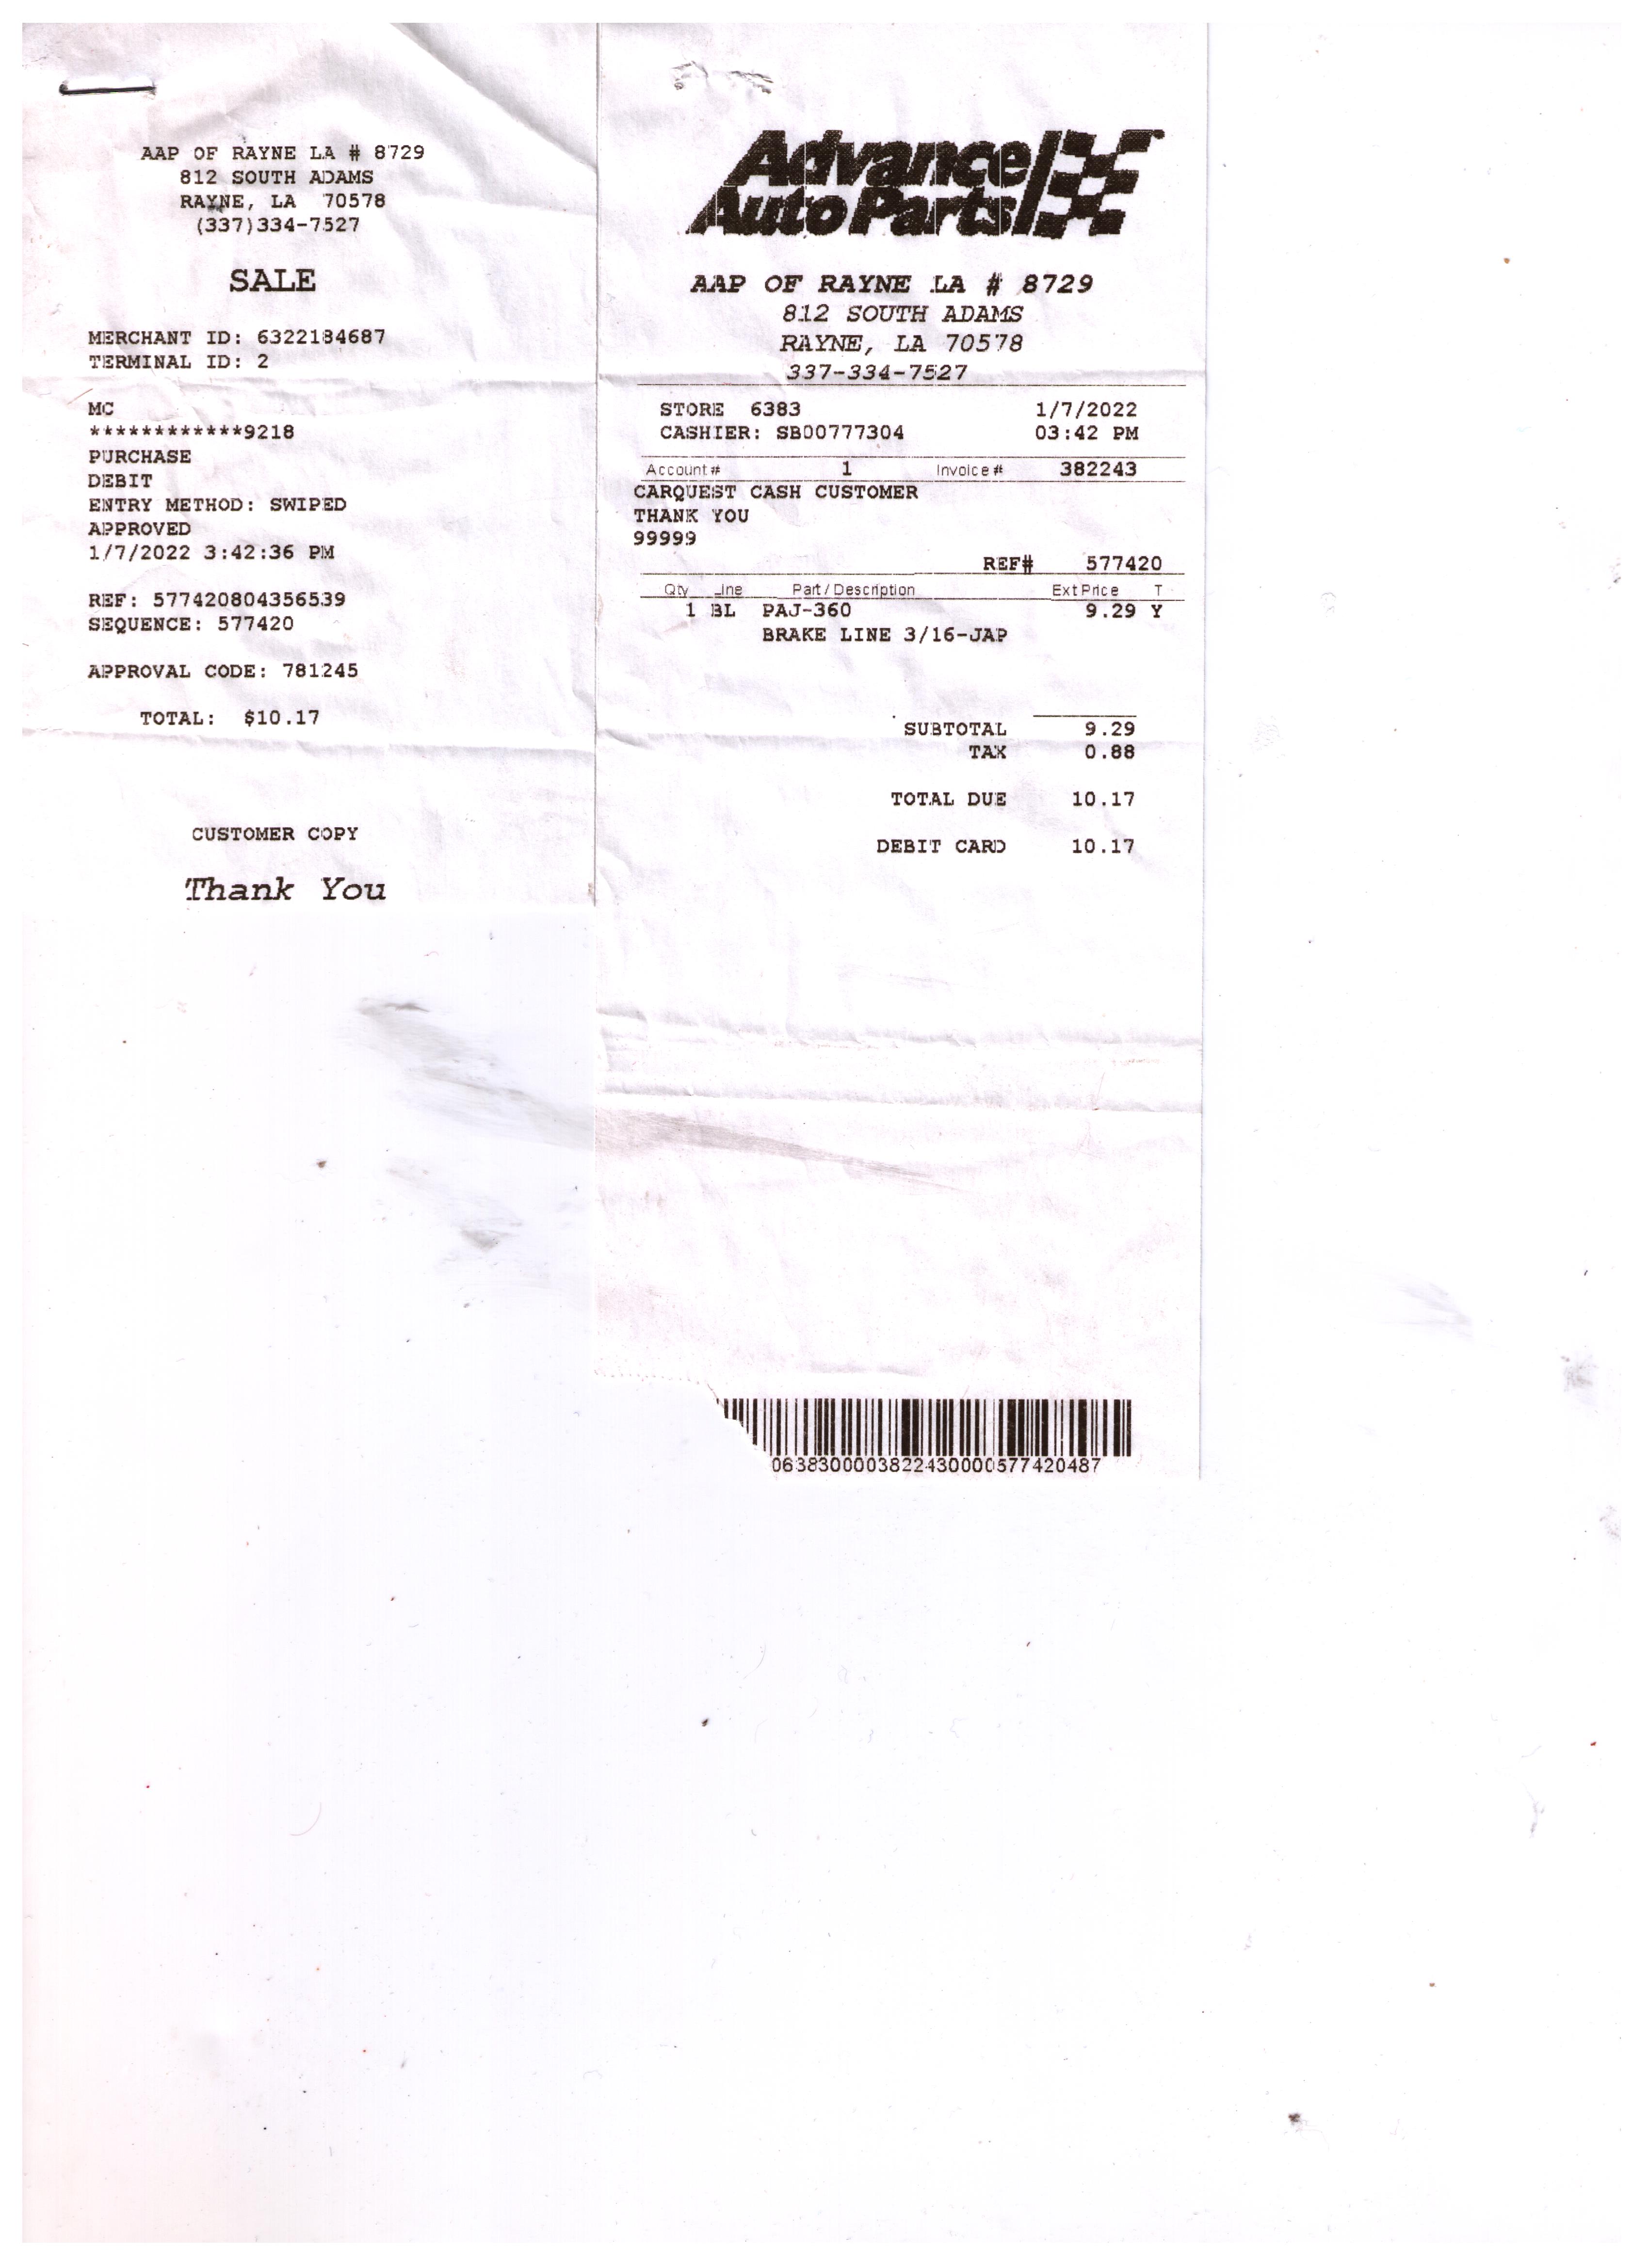 AAP OF RAYNE LA # 8729
812 SOUTH ADAMS
RAYNE, LA 70578
(337)334-7527
SALE
MERCHANT ID: 6322184687
TERMINAL ID: 2
MC
************9218
PURCHASE
DEBIT
ENTRY METHOD: SWIPED
APPROVED
1/7/2022 3:42:36 PM
REF: 577420804356539
SEQUENCE: 577420
APPROVAL CODE: 781245
TOTAL: $10.17
CUSTOMER COPY
Thank You
Advance
Auto Parts
AAP OF RAYNE LA # 8729
812 SOUTH ADAMS
RAYNE, LA 70578
337-334-7527
STORE 6383 1/7/2022
CASHIER: SB00777304 03:42 PM
Account # 1 Invoice # 382243
CARQUEST CASH CUSTOMER
THANK YOU
99999
REF# 577420
Qty Line Part / Description Ext Price T
1 BL PAJ-360 9.29 Y
BRAKE LINE 3/16-JAP
SUBTOTAL 9.29
TAX 0.88
TOTAL DUE 10.17
DEBIT CARD 10.17
0638300003822430000577420487